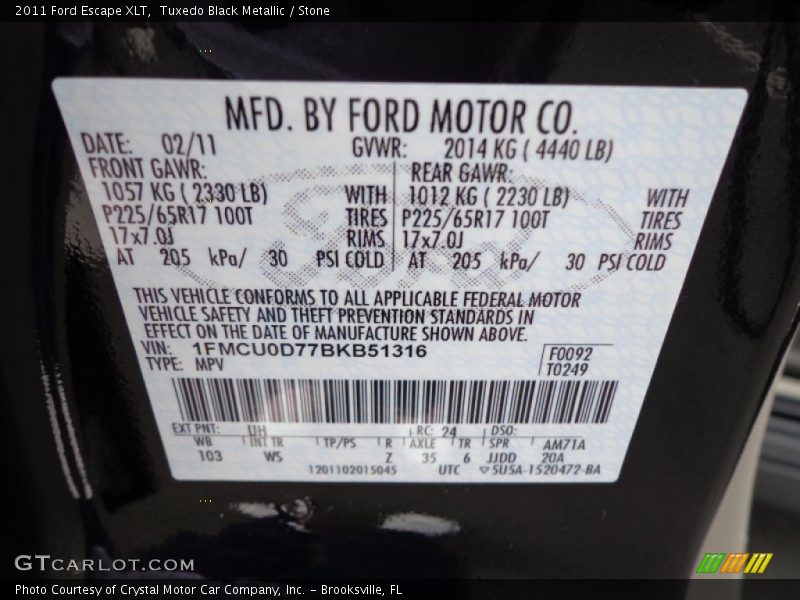 2011 Ford Escape XLT, Tuxedo Black Metallic / Stone
MFD. BY FORD MOTOR CO.
DATE: 02/11 GVWR: 2014 KG ( 4440 LB)
FRONT GAWR: REAR GAWR:
1057 KG ( 2330 LB) WITH 1012 KG ( 2230 LB) WITH
P225/65R17 100T TIRES P225/65R17 100T TIRES
17x7.0J RIMS 17x7.0J RIMS
AT 205 kPa/ 30 PSI COLD AT 205 kPa/ 30 PSI COLD
THIS VEHICLE CONFORMS TO ALL APPLICABLE FEDERAL MOTOR
VEHICLE SAFETY AND THEFT PREVENTION STANDARDS IN
EFFECT ON THE DATE OF MANUFACTURE SHOWN ABOVE.
VIN: 1FMCU0D77BKB51316 F0092
TYPE: MPV T0249
EXT PNT: UH RC: 24 DSO:
WB INT TR TP/PS R AXLE TR SPR AM71A
103 WS Z 35 6 JJDD 20A
1201102015045 UTC ▽5U5A-1520472-BA
Ford
GTCARLOT.COM
Photo Courtesy of Crystal Motor Car Company, Inc. - Brooksville, FL